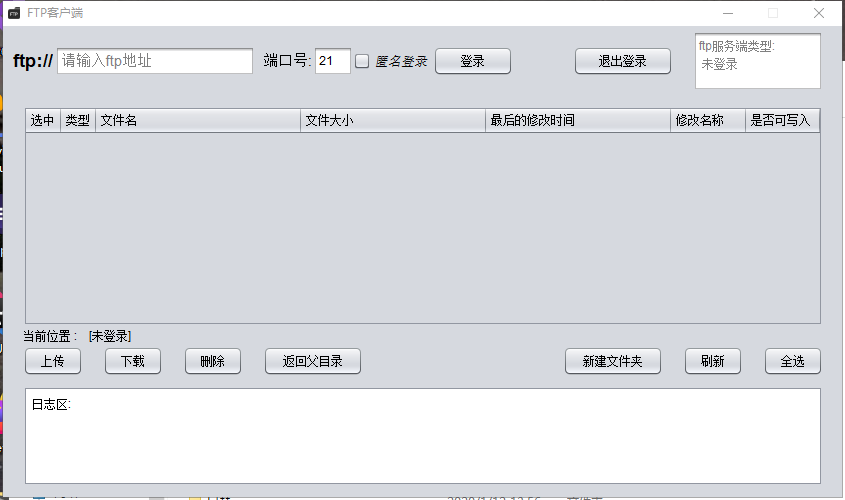 FTP客户端
ftp:// 请输入ftp地址 端口号: 21 匿名登录 登录 退出登录
ftp服务端类型:
未登录
选中 类型 文件名 文件大小 最后的修改时间 修改名称 是否可写入
当前位置： [未登录]
上传 下载 删除 返回父目录 新建文件夹 刷新 全选
日志区: